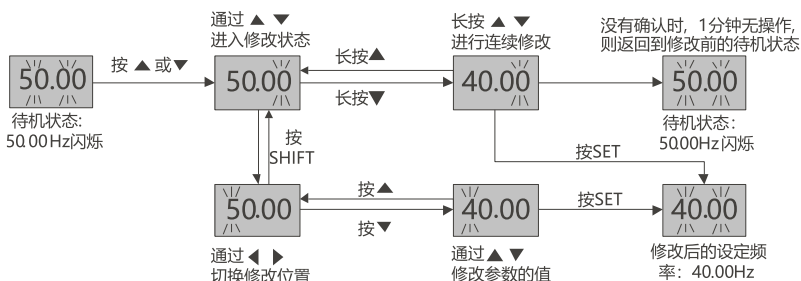 通过 ▲ ▼
进入修改状态
长按 ▲ ▼
进行连续修改
没有确认时，1分钟无操作，
则返回到修改前的待机状态
50.00
按 ▲ 或 ▼
50.00
长按▲
长按▼
40.00
50.00
待机状态：
50.00Hz闪烁
按
SHIFT
按SET
待机状态：
50.00Hz闪烁
50.00
按▲
按▼
40.00
按SET
40.00
通过 ◀ ▶
切换修改位置
通过 ▲ ▼
修改参数的值
修改后的设定频
率：40.00Hz